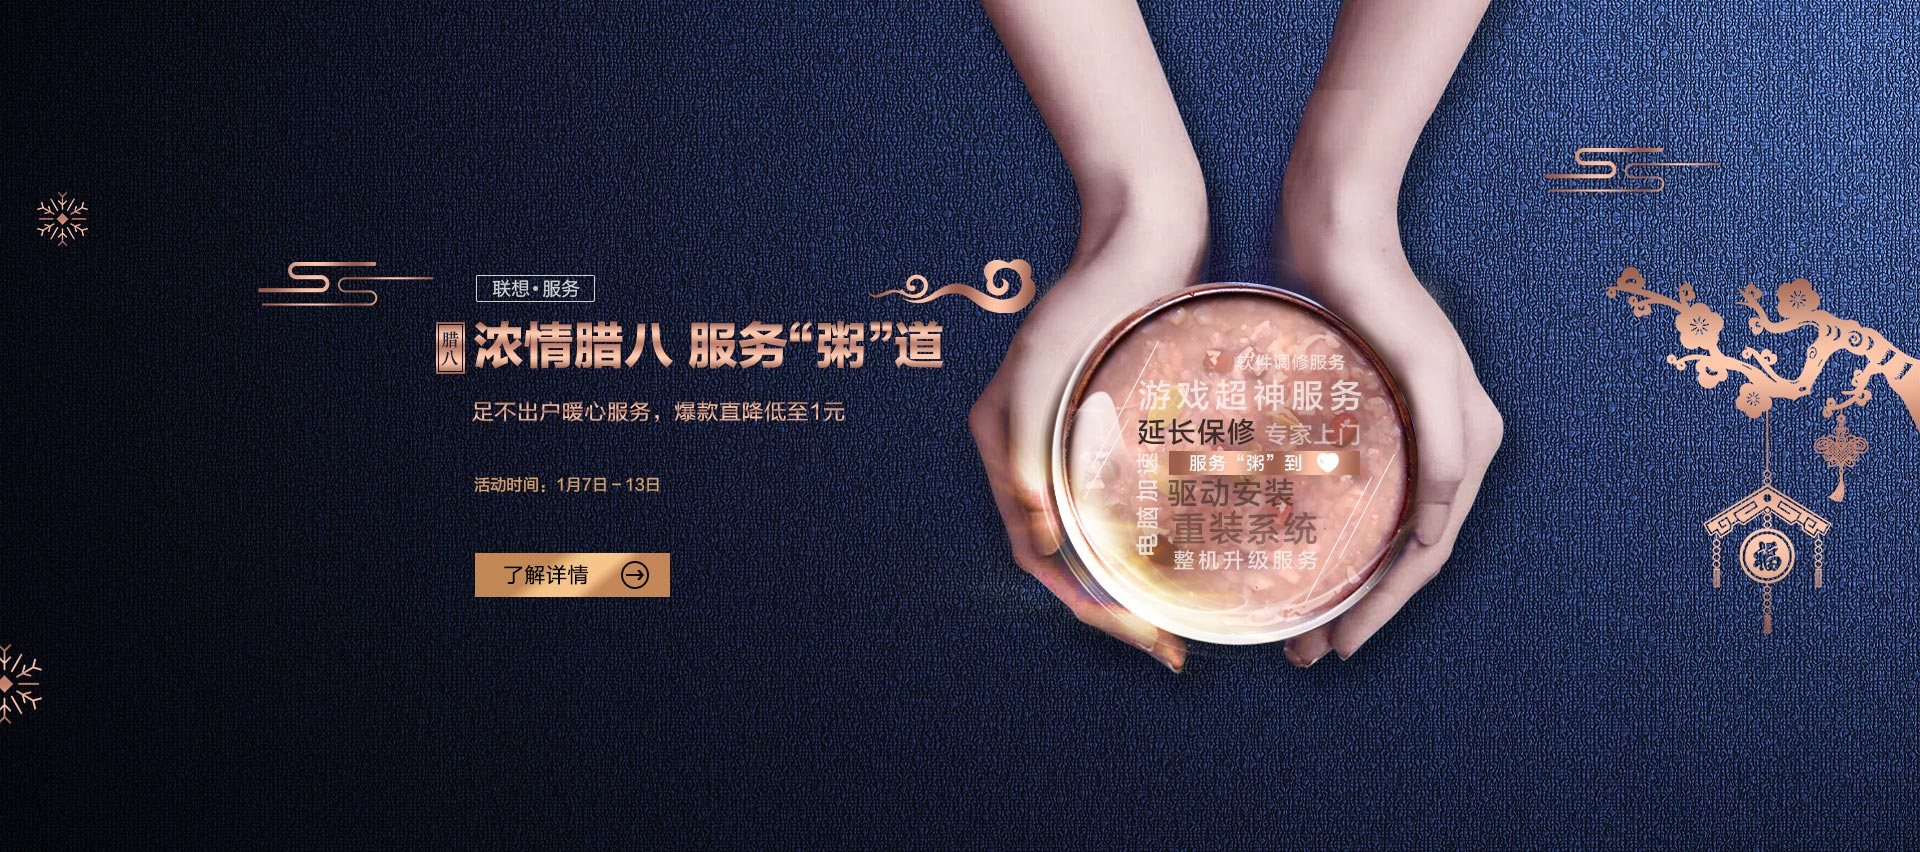 联想·服务
腊八
浓情腊八 服务“粥”道
足不出户暖心服务，爆款直降低至1元
活动时间：1月7日－13日
了解详情
软件调修服务
游戏超神服务
延长保修 专家上门
服务“粥”到
电脑加速
驱动安装
重装系统
整机升级服务
福